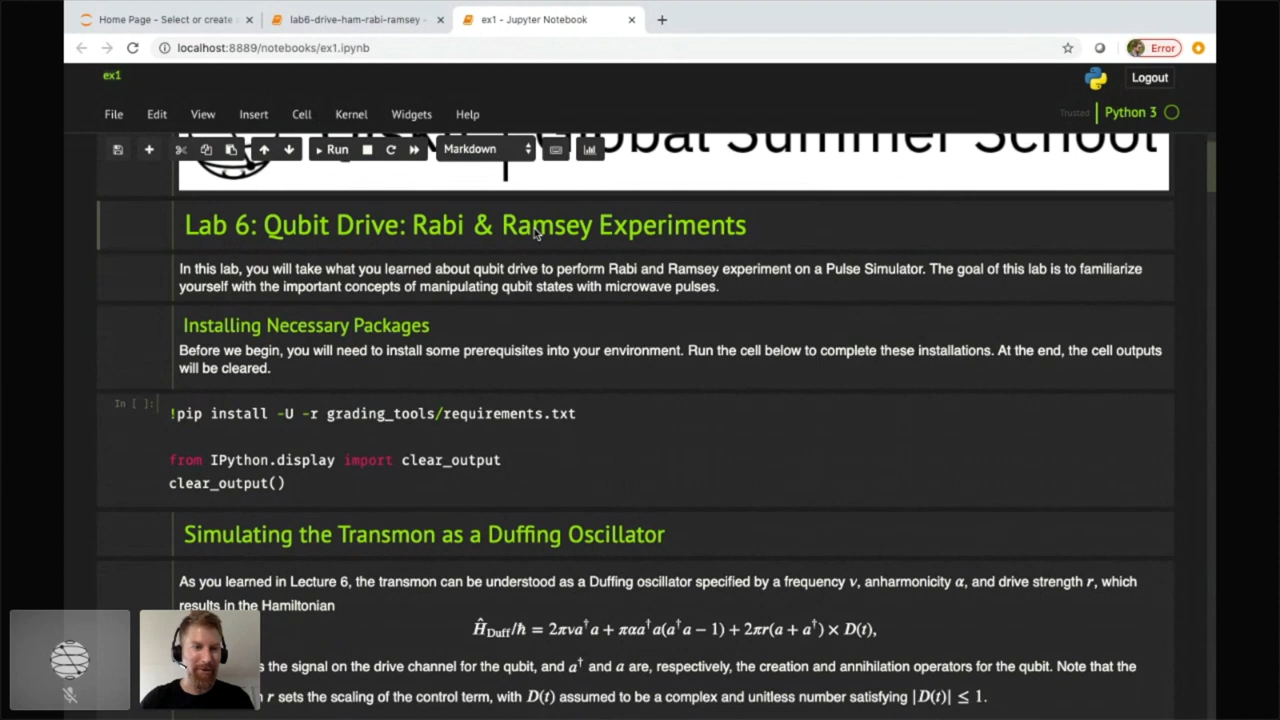 Home Page - Select or create
lab6-drive-ham-rabi-ramsey -
ex1 - Jupyter Notebook
localhost:8889/notebooks/ex1.ipynb
Error
ex1
Logout
File Edit View Insert Cell Kernel Widgets Help
Trusted
Python 3
Global Summer School
Run
Markdown
Lab 6: Qubit Drive: Rabi & Ramsey Experiments
In this lab, you will take what you learned about qubit drive to perform Rabi and Ramsey experiment on a Pulse Simulator. The goal of this lab is to familiarize
yourself with the important concepts of manipulating qubit states with microwave pulses.
Installing Necessary Packages
Before we begin, you will need to install some prerequisites into your environment. Run the cell below to complete these installations. At the end, the cell outputs
will be cleared.
In [ ]:
!pip install -U -r grading_tools/requirements.txt
from IPython.display import clear_output
clear_output()
Simulating the Transmon as a Duffing Oscillator
As you learned in Lecture 6, the transmon can be understood as a Duffing oscillator specified by a frequency ν, anharmonicity α, and drive strength r, which
results in the Hamiltonian
Ĥ_Duff/ħ = 2πνa†a + παa†a(a†a − 1) + 2πr(a + a†) × D(t),
the signal on the drive channel for the qubit, and a† and a are, respectively, the creation and annihilation operators for the qubit. Note that the
r sets the scaling of the control term, with D(t) assumed to be a complex and unitless number satisfying |D(t)| ≤ 1.